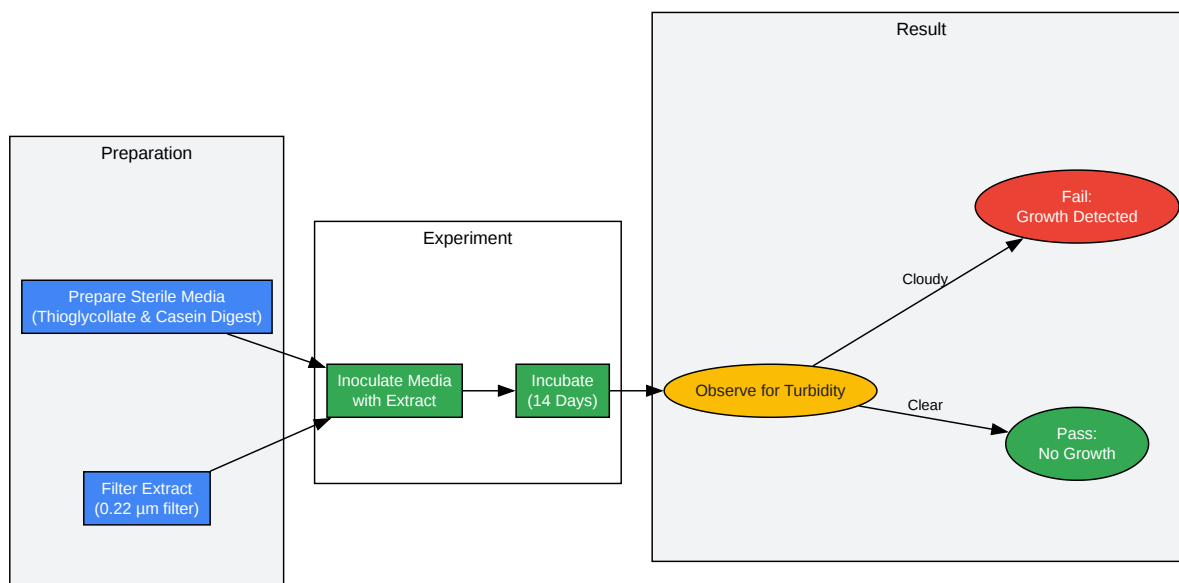 Preparation
Prepare Sterile Media
(Thioglycollate & Casein Digest)
Filter Extract
(0.22 µm filter)
Experiment
Inoculate Media
with Extract
Incubate
(14 Days)
Result
Observe for Turbidity
Cloudy
Fail:
Growth Detected
Clear
Pass:
No Growth